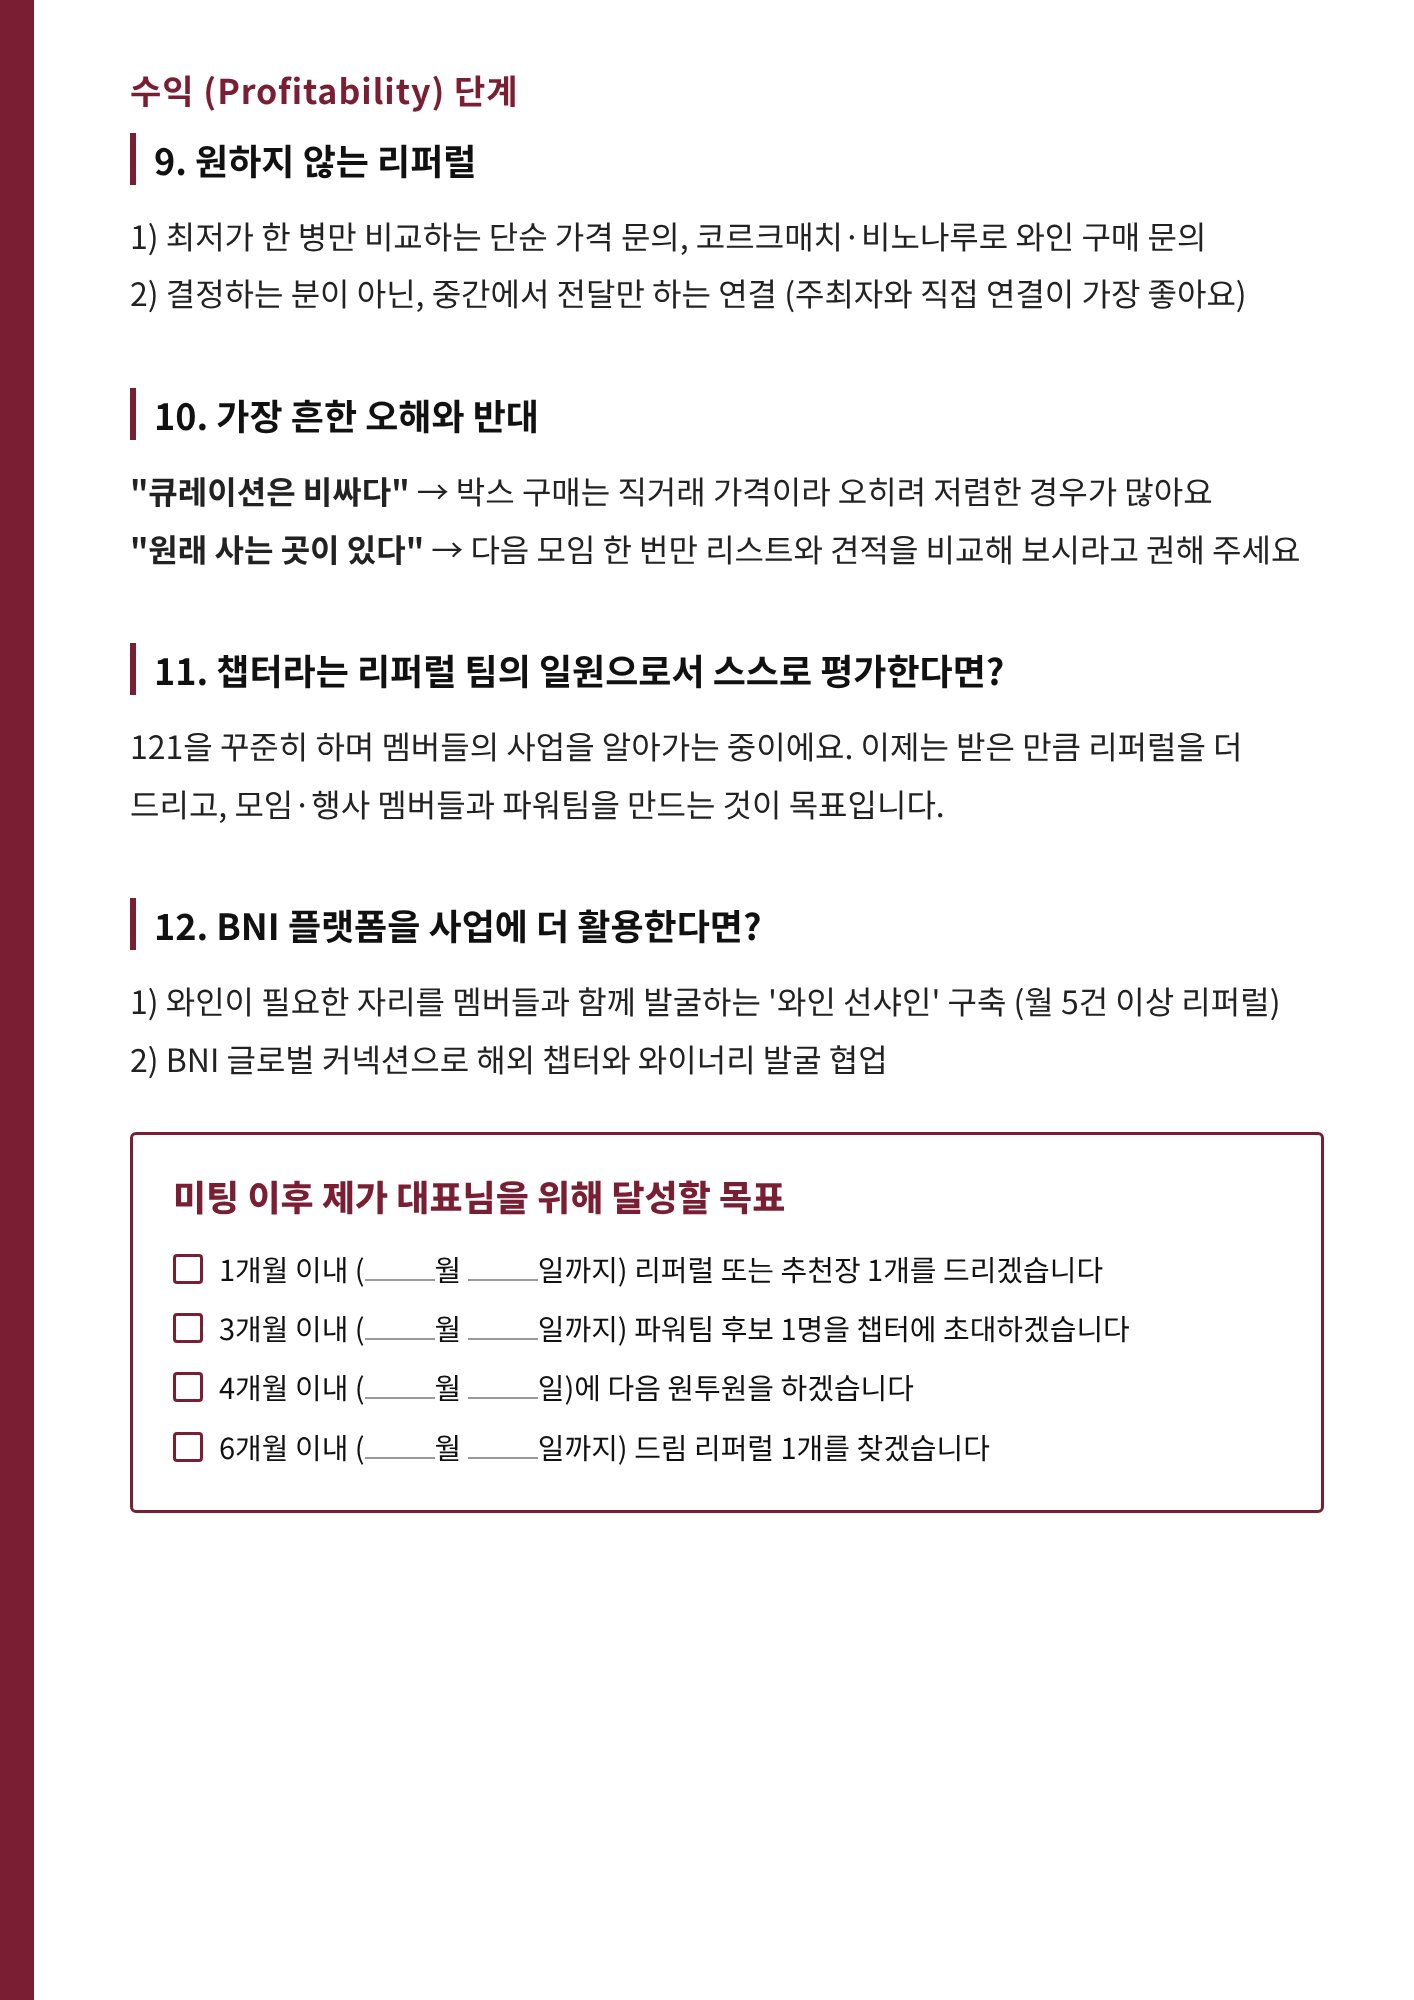 수익 (Profitability) 단계
9. 원하지 않는 리퍼럴
1) 최저가 한 병만 비교하는 단순 가격 문의, 코르크매치·비노나루로 와인 구매 문의
2) 결정하는 분이 아닌, 중간에서 전달만 하는 연결 (주최자와 직접 연결이 가장 좋아요)
10. 가장 흔한 오해와 반대
"큐레이션은 비싸다" → 박스 구매는 직거래 가격이라 오히려 저렴한 경우가 많아요
"원래 사는 곳이 있다" → 다음 모임 한 번만 리스트와 견적을 비교해 보시라고 권해 주세요
11. 챕터라는 리퍼럴 팀의 일원으로서 스스로 평가한다면?
121을 꾸준히 하며 멤버들의 사업을 알아가는 중이에요. 이제는 받은 만큼 리퍼럴을 더
드리고, 모임·행사 멤버들과 파워팀을 만드는 것이 목표입니다.
12. BNI 플랫폼을 사업에 더 활용한다면?
1) 와인이 필요한 자리를 멤버들과 함께 발굴하는 '와인 선샤인' 구축 (월 5건 이상 리퍼럴)
2) BNI 글로벌 커넥션으로 해외 챕터와 와이너리 발굴 협업
미팅 이후 제가 대표님을 위해 달성할 목표
1개월 이내 (_____월 _____일까지) 리퍼럴 또는 추천장 1개를 드리겠습니다
3개월 이내 (_____월 _____일까지) 파워팀 후보 1명을 챕터에 초대하겠습니다
4개월 이내 (_____월 _____일)에 다음 원투원을 하겠습니다
6개월 이내 (_____월 _____일까지) 드림 리퍼럴 1개를 찾겠습니다